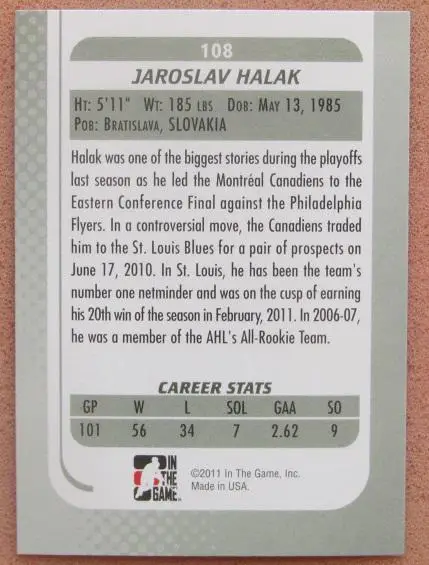 108
JAROSLAV HALAK
HT: 5'11" WT: 185 LBS DOB: MAY 13, 1985
POB: BRATISLAVA, SLOVAKIA
Halak was one of the biggest stories during the playoffs
last season as he led the Montréal Canadiens to the
Eastern Conference Final against the Philadelphia
Flyers. In a controversial move, the Canadiens traded
him to the St. Louis Blues for a pair of prospects on
June 17, 2010. In St. Louis, he has been the team's
number one netminder and was on the cusp of earning
his 20th win of the season in February, 2011. In 2006-07,
he was a member of the AHL's All-Rookie Team.
CAREER STATS
GP W L SOL GAA SO
101 56 34 7 2.62 9
IN THE GAME
©2011 In The Game, Inc.
Made in USA.